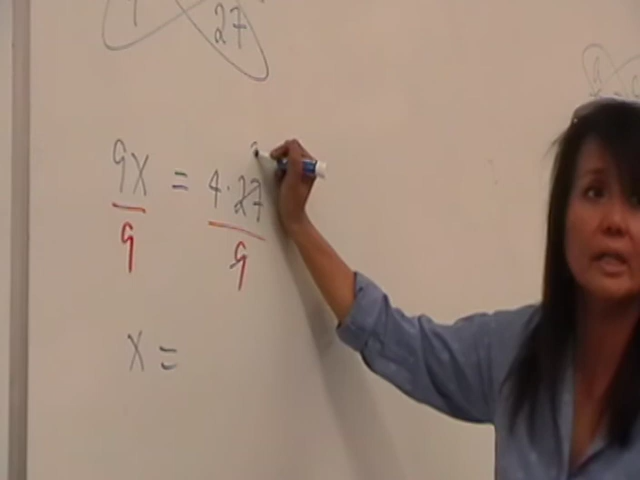 27
9x = 4 · 27
9 9
x =